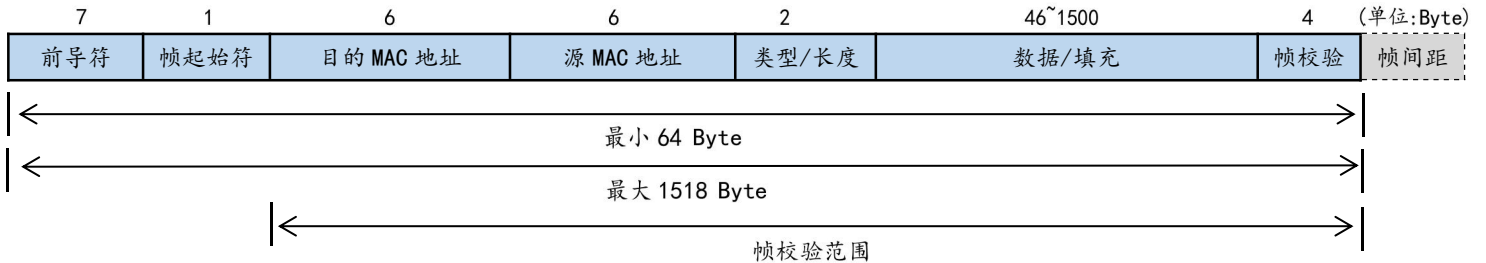 7 1 6 6 2 46~1500 4 (单位:Byte)
前导符 帧起始符 目的 MAC 地址 源 MAC 地址 类型/长度 数据/填充 帧校验 帧间距
最小 64 Byte
最大 1518 Byte
帧校验范围